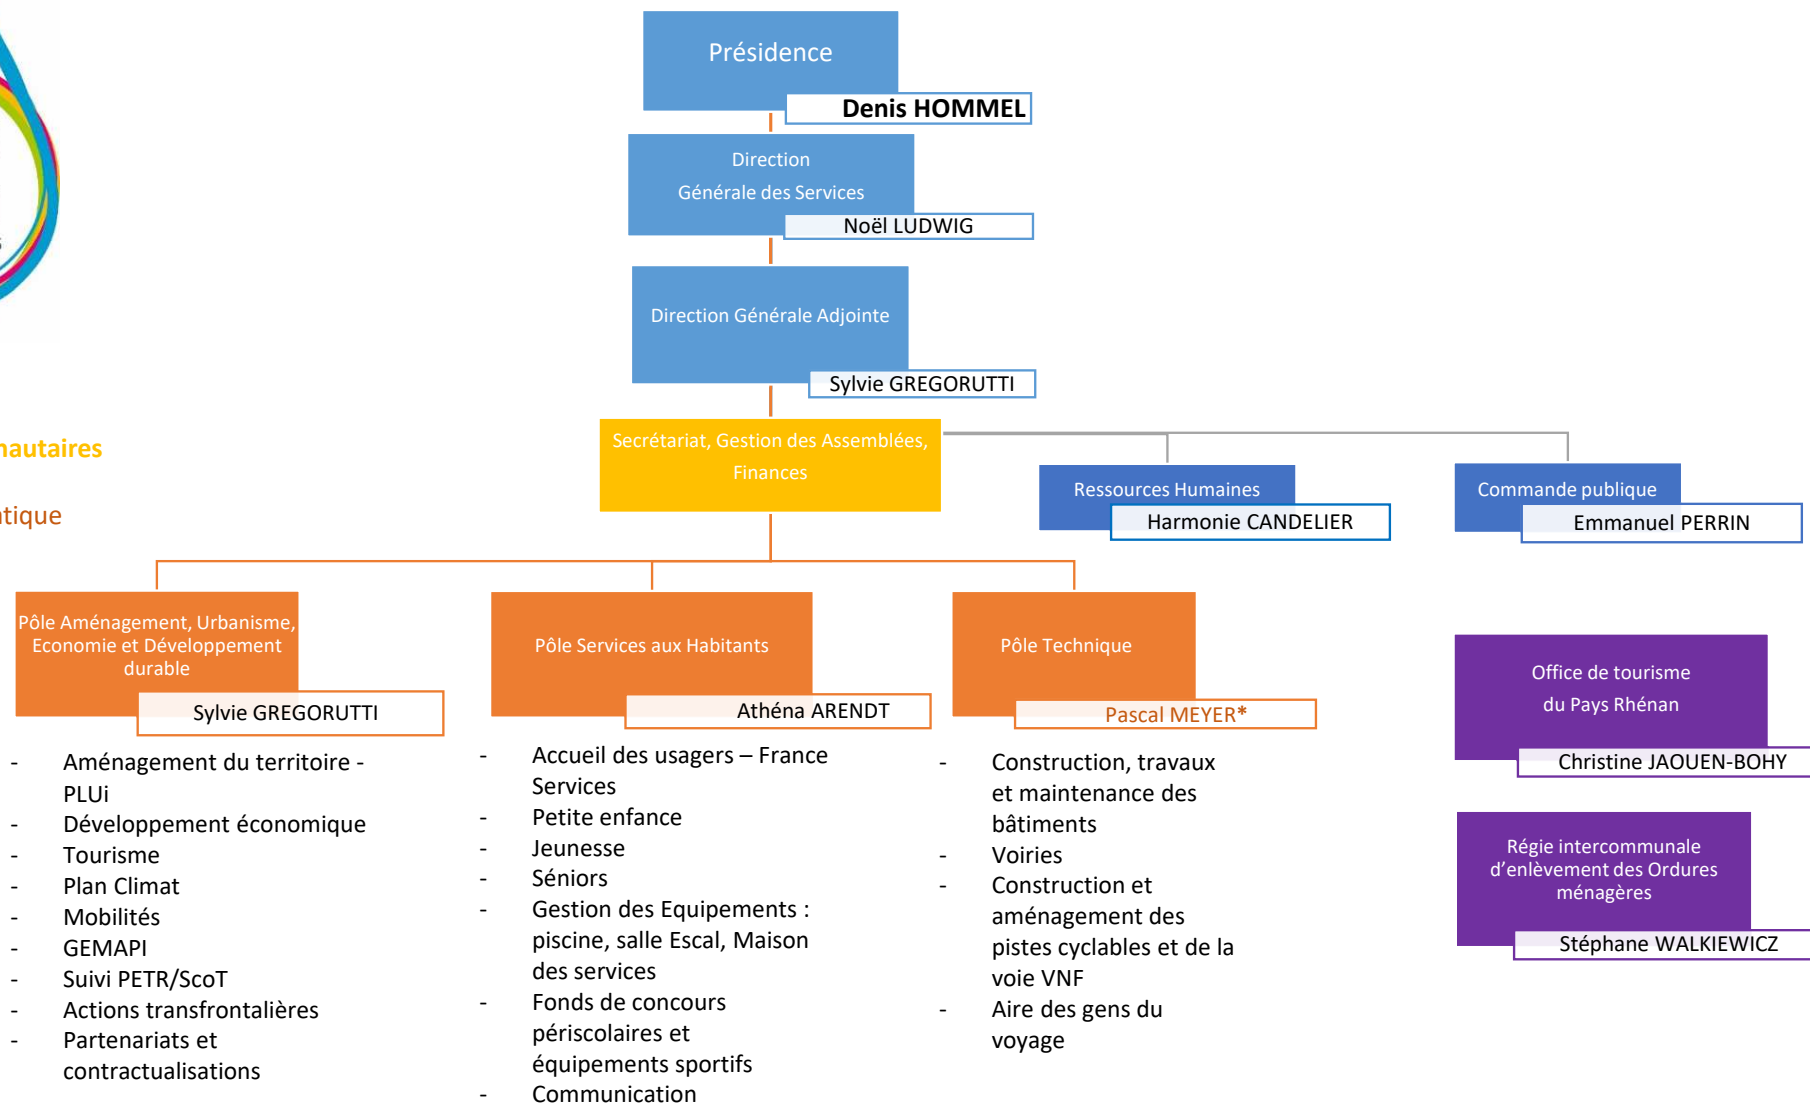 Présidence
Denis HOMMEL
Direction
Générale des Services
Noël LUDWIG
Direction Générale Adjointe
Sylvie GREGORUTTI
Secrétariat, Gestion des Assemblées,
Finances
Ressources Humaines
Harmonie CANDELIER
Commande publique
Emmanuel PERRIN
Pôle Aménagement, Urbanisme,
Economie et Développement
durable
Sylvie GREGORUTTI
- Aménagement du territoire -
PLUi
- Développement économique
- Tourisme
- Plan Climat
- Mobilités
- GEMAPI
- Suivi PETR/ScoT
- Actions transfrontalières
- Partenariats et
contractualisations
Pôle Services aux Habitants
Athéna ARENDT
- Accueil des usagers – France
Services
- Petite enfance
- Jeunesse
- Séniors
- Gestion des Equipements :
piscine, salle Escal, Maison
des services
- Fonds de concours
périscolaires et
équipements sportifs
- Communication
Pôle Technique
Pascal MEYER*
- Construction, travaux
et maintenance des
bâtiments
- Voiries
- Construction et
aménagement des
pistes cyclables et de la
voie VNF
- Aire des gens du
voyage
Office de tourisme
du Pays Rhénan
Christine JAOUEN-BOHY
Régie intercommunale
d'enlèvement des Ordures
ménagères
Stéphane WALKIEWICZ